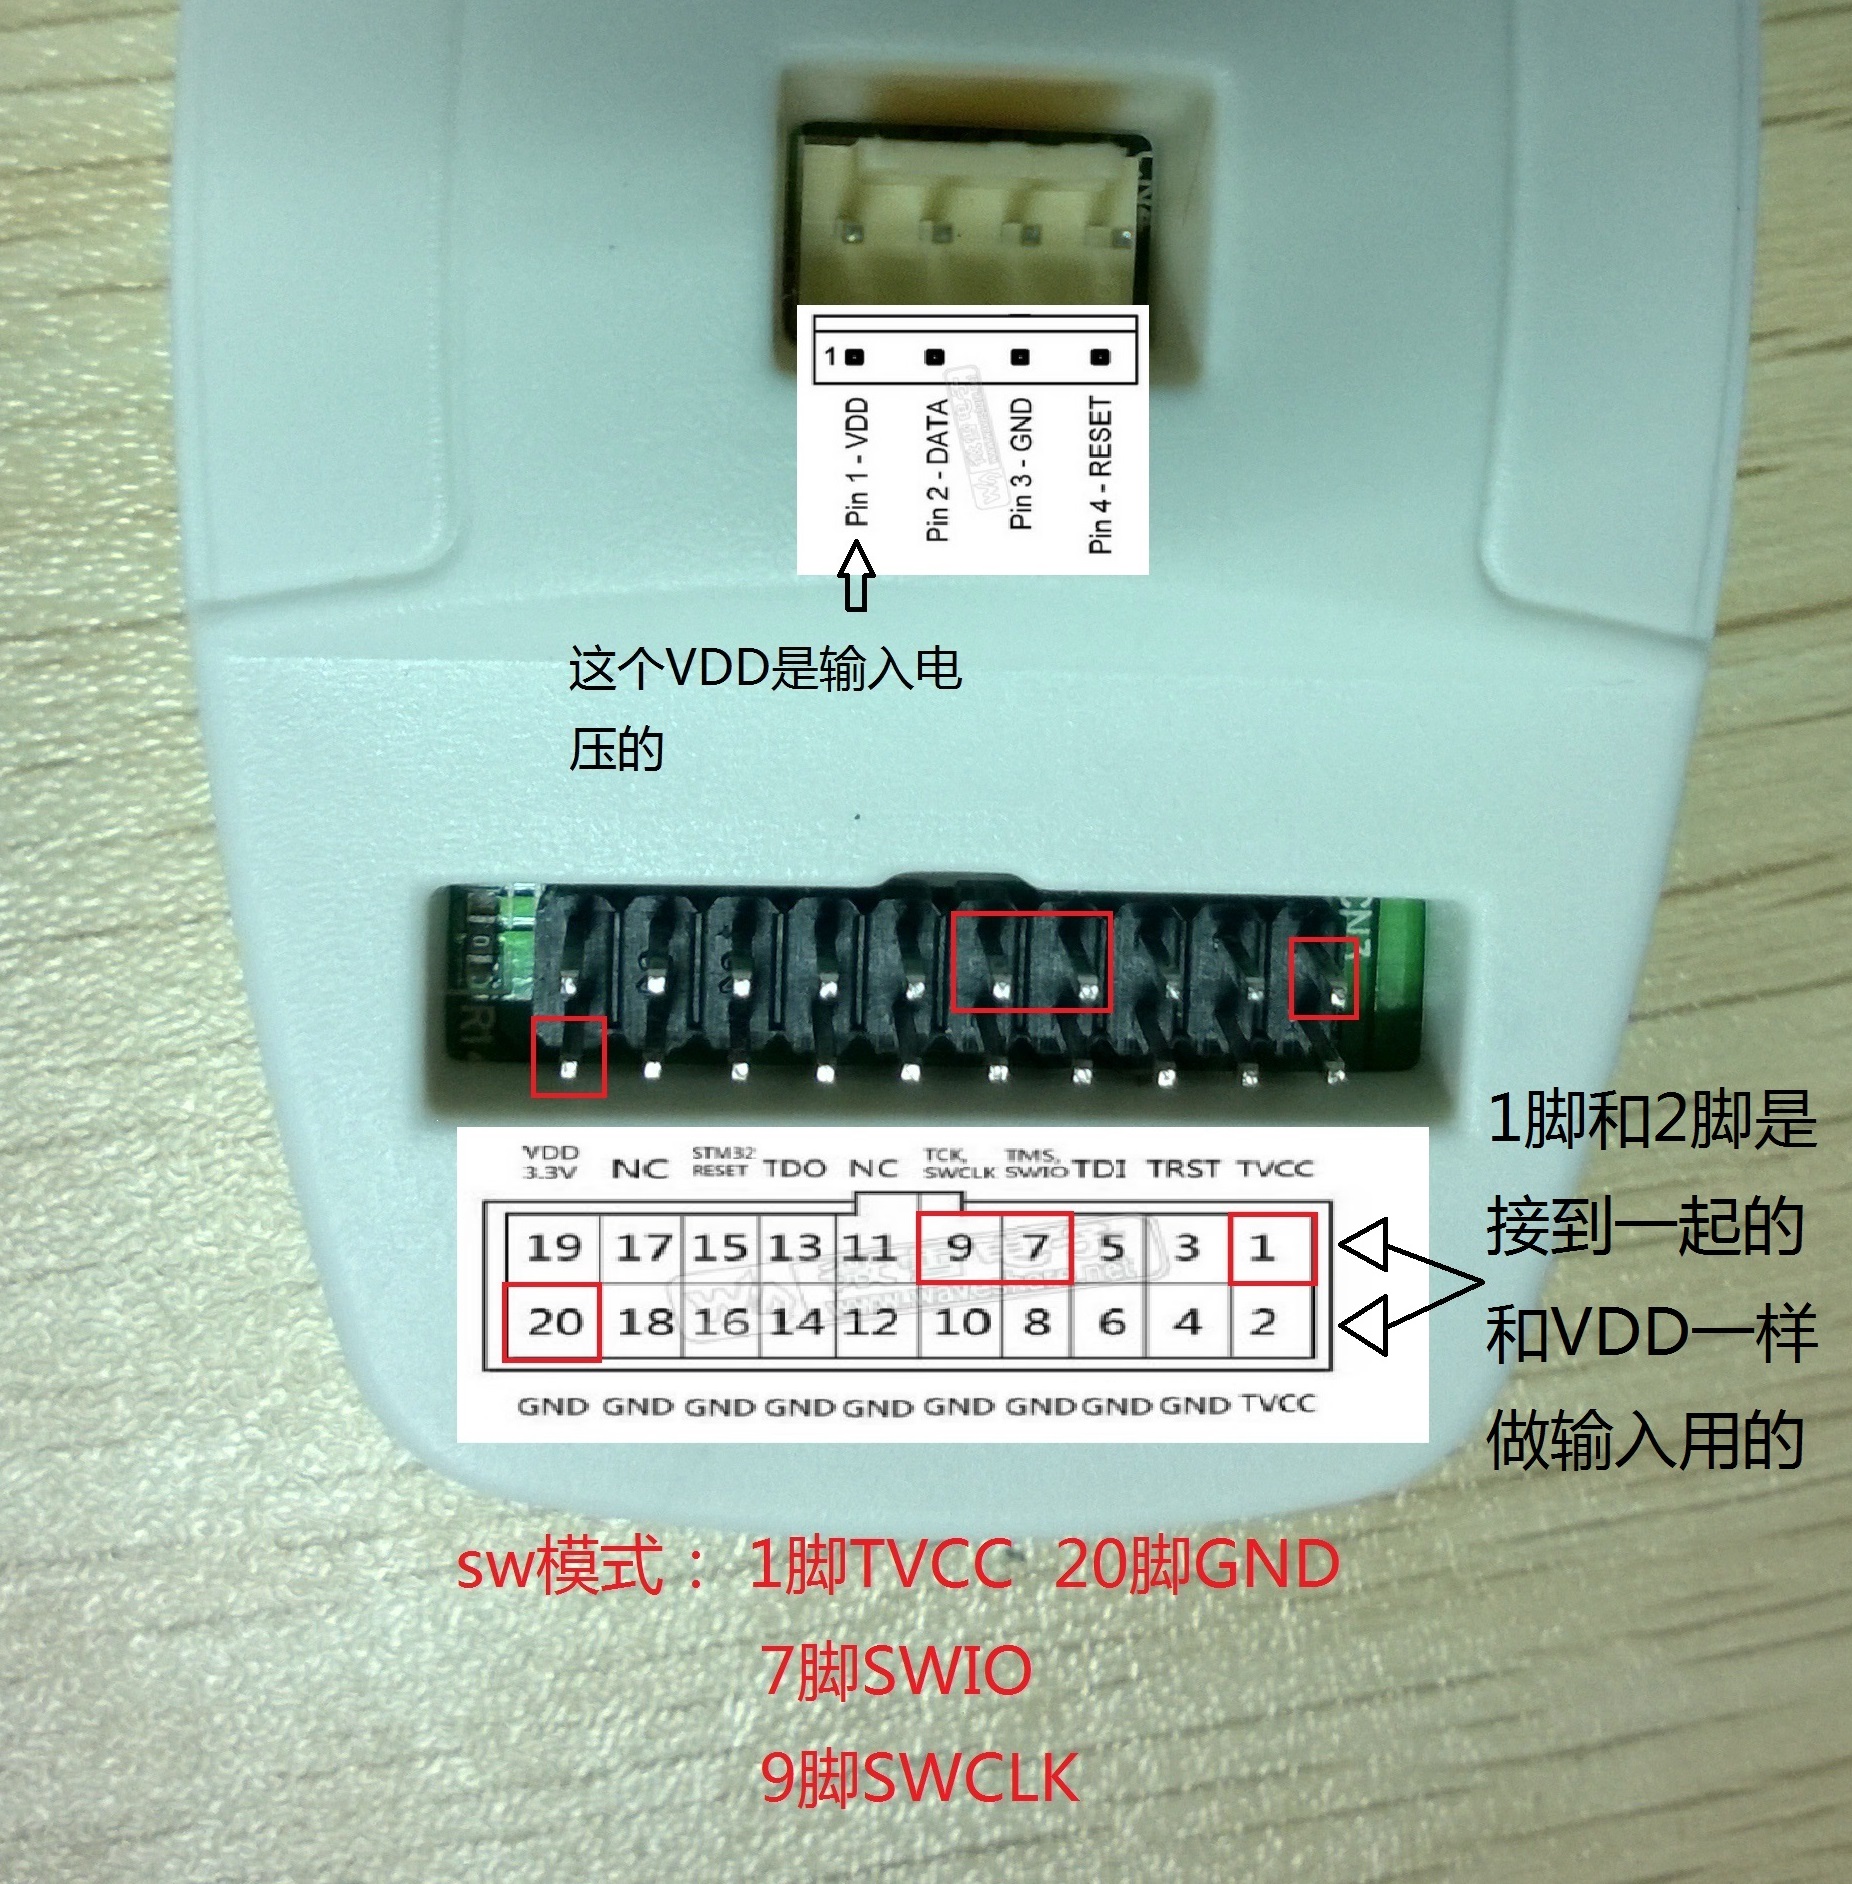 1
Pin 1 - VDD
Pin 2 - DATA
Pin 3 - GND
Pin 4 - RESET
这个VDD是输入电
压的
VDD 3.3V NC STM32 RESET TDO NC TCK, SWCLK TMS, SWIO TDI TRST TVCC
19 17 15 13 11 9 7 5 3 1
20 18 16 14 12 10 8 6 4 2
GND GND GND GND GND GND GND GND GND TVCC
www.waveshare.net
1脚和2脚是
接到一起的
和VDD一样
做输入用的
sw模式： 1脚TVCC 20脚GND
7脚SWIO
9脚SWCLK